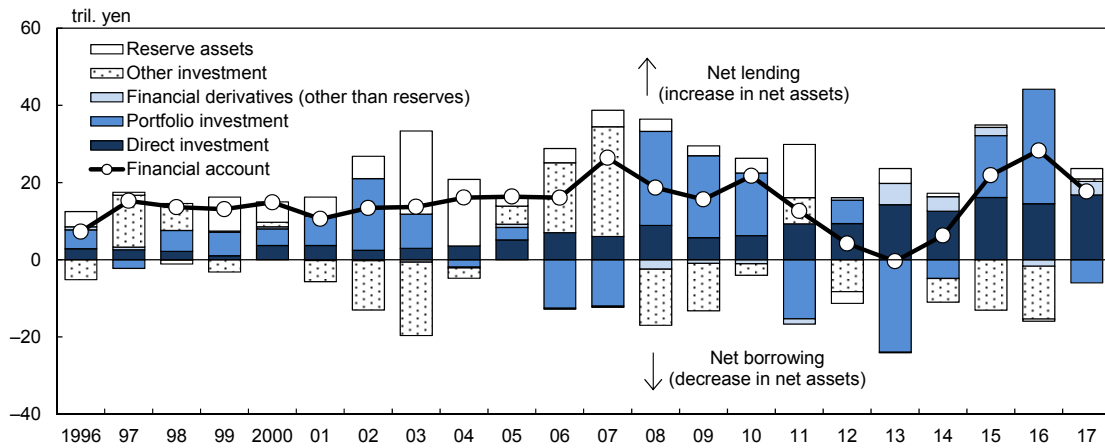 tril. yen
60
40
20
0
–20
–40
Reserve assets
Other investment
Financial derivatives (other than reserves)
Portfolio investment
Direct investment
Financial account
Net lending
(increase in net assets)
Net borrowing
(decrease in net assets)
1996 97 98 99 2000 01 02 03 04 05 06 07 08 09 10 11 12 13 14 15 16 17